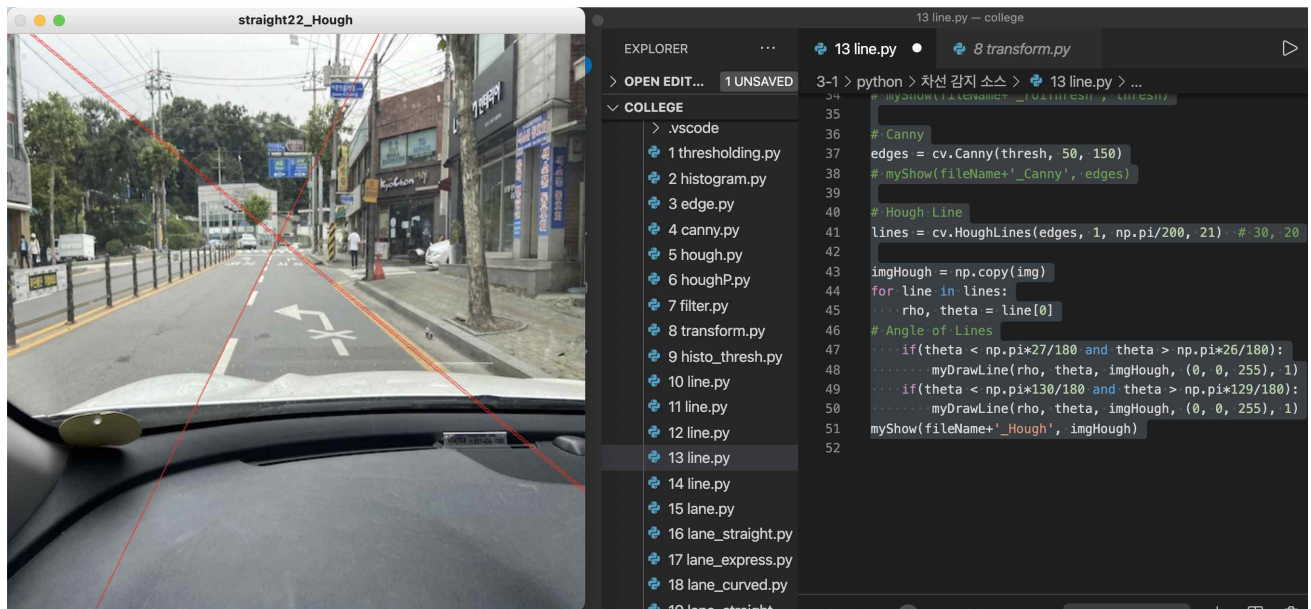 straight22_Hough
13 line.py — college
EXPLORER
OPEN EDIT...
1 UNSAVED
COLLEGE
.vscode
1 thresholding.py
2 histogram.py
3 edge.py
4 canny.py
5 hough.py
6 houghP.py
7 filter.py
8 transform.py
9 histo_thresh.py
10 line.py
11 line.py
12 line.py
13 line.py
14 line.py
15 lane.py
16 lane_straight.py
17 lane_express.py
18 lane_curved.py
13 line.py
8 transform.py
3-1 > python > 차선 감지 소스 > 13 line.py > ...
34 # myShow(fileName+'_roiThresh', thresh)
35
36 # Canny
37 edges = cv.Canny(thresh, 50, 150)
38 # myShow(fileName+'_Canny', edges)
39
40 # Hough Line
41 lines = cv.HoughLines(edges, 1, np.pi/200, 21) # 30, 20
42
43 imgHough = np.copy(img)
44 for line in lines:
45 rho, theta = line[0]
46 # Angle of Lines
47 if(theta < np.pi*27/180 and theta > np.pi*26/180):
48 myDrawLine(rho, theta, imgHough, (0, 0, 255), 1)
49 if(theta < np.pi*130/180 and theta > np.pi*129/180):
50 myDrawLine(rho, theta, imgHough, (0, 0, 255), 1)
51 myShow(fileName+'_Hough', imgHough)
52